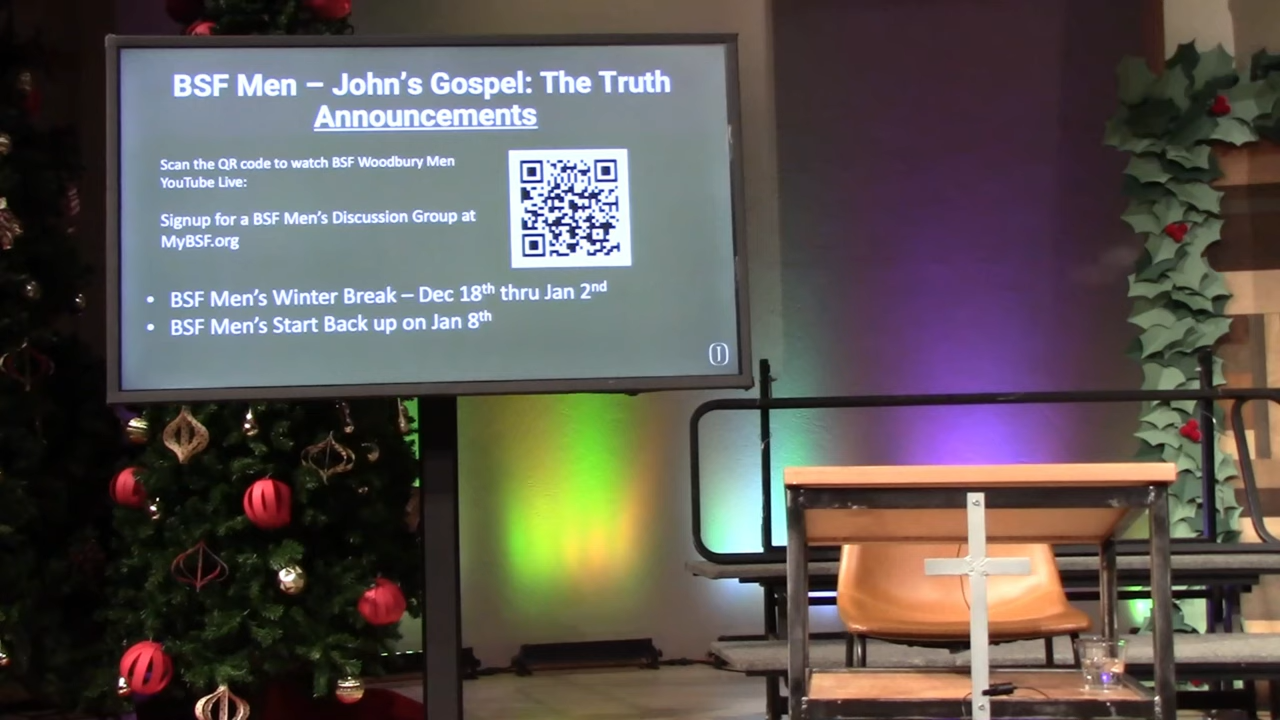 BSF Men – John's Gospel: The Truth
Announcements
Scan the QR code to watch BSF Woodbury Men
YouTube Live:
Signup for a BSF Men's Discussion Group at
MyBSF.org
• BSF Men's Winter Break – Dec 18th thru Jan 2nd
• BSF Men's Start Back up on Jan 8th